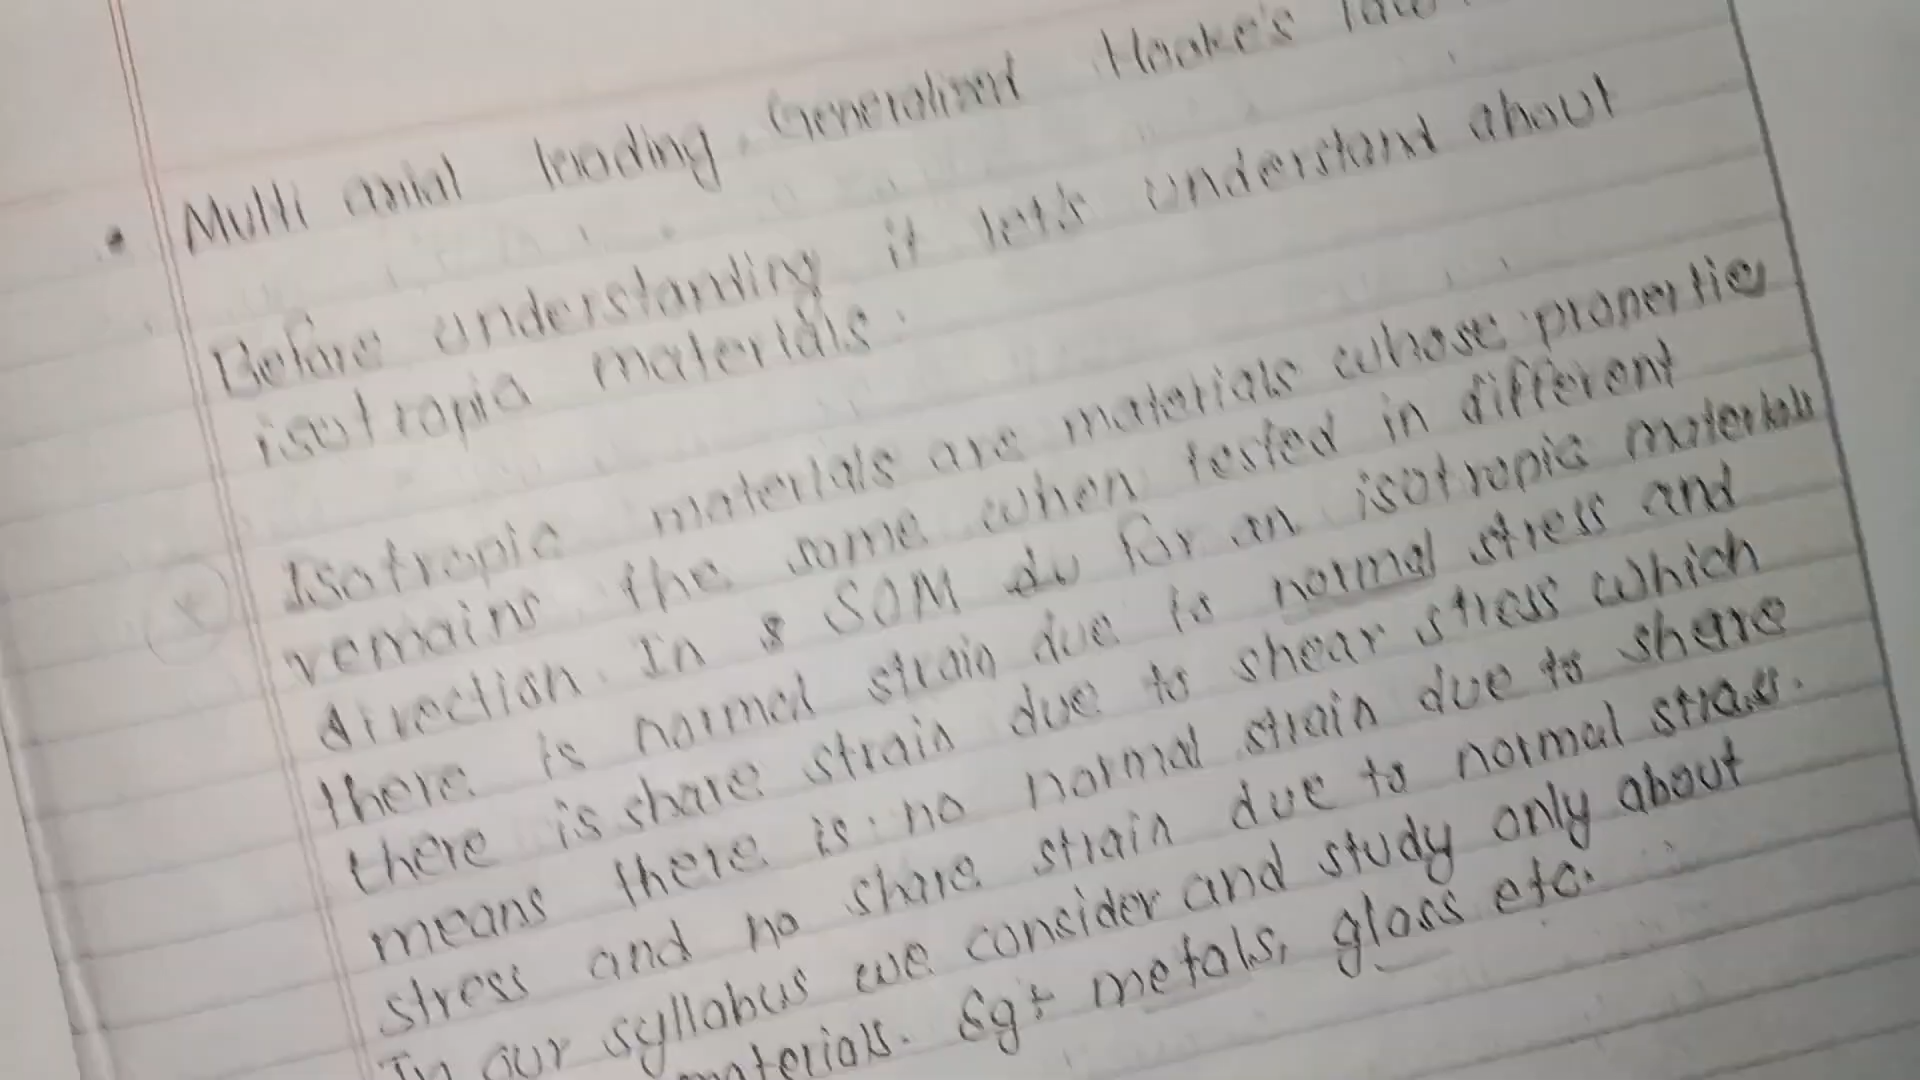 Multi axial loading, Generalized Hooke's law
Before understanding it let's understand about
isotropic materials.
Isotropic materials are materials whose properties
remains the same when tested in different
direction. In SOM for an isotropic materials
there is normal strain due to normal stress and
there is share strain due to shear stress which
means there is no normal strain due to share
stress and no share strain due to normal stress.
In our syllabus we consider and study only about
materials. Eg: metals, glass etc.